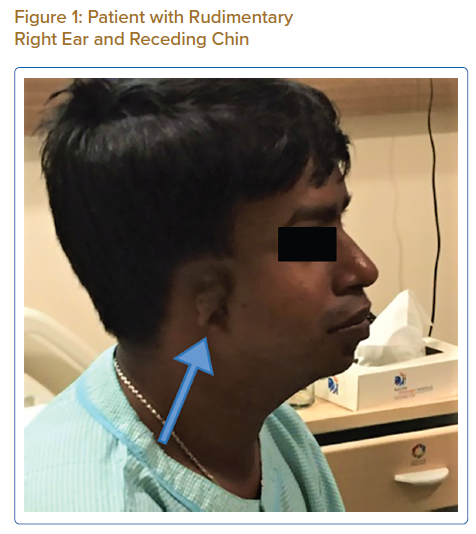 Figure 1: Patient with Rudimentary
Right Ear and Receding Chin